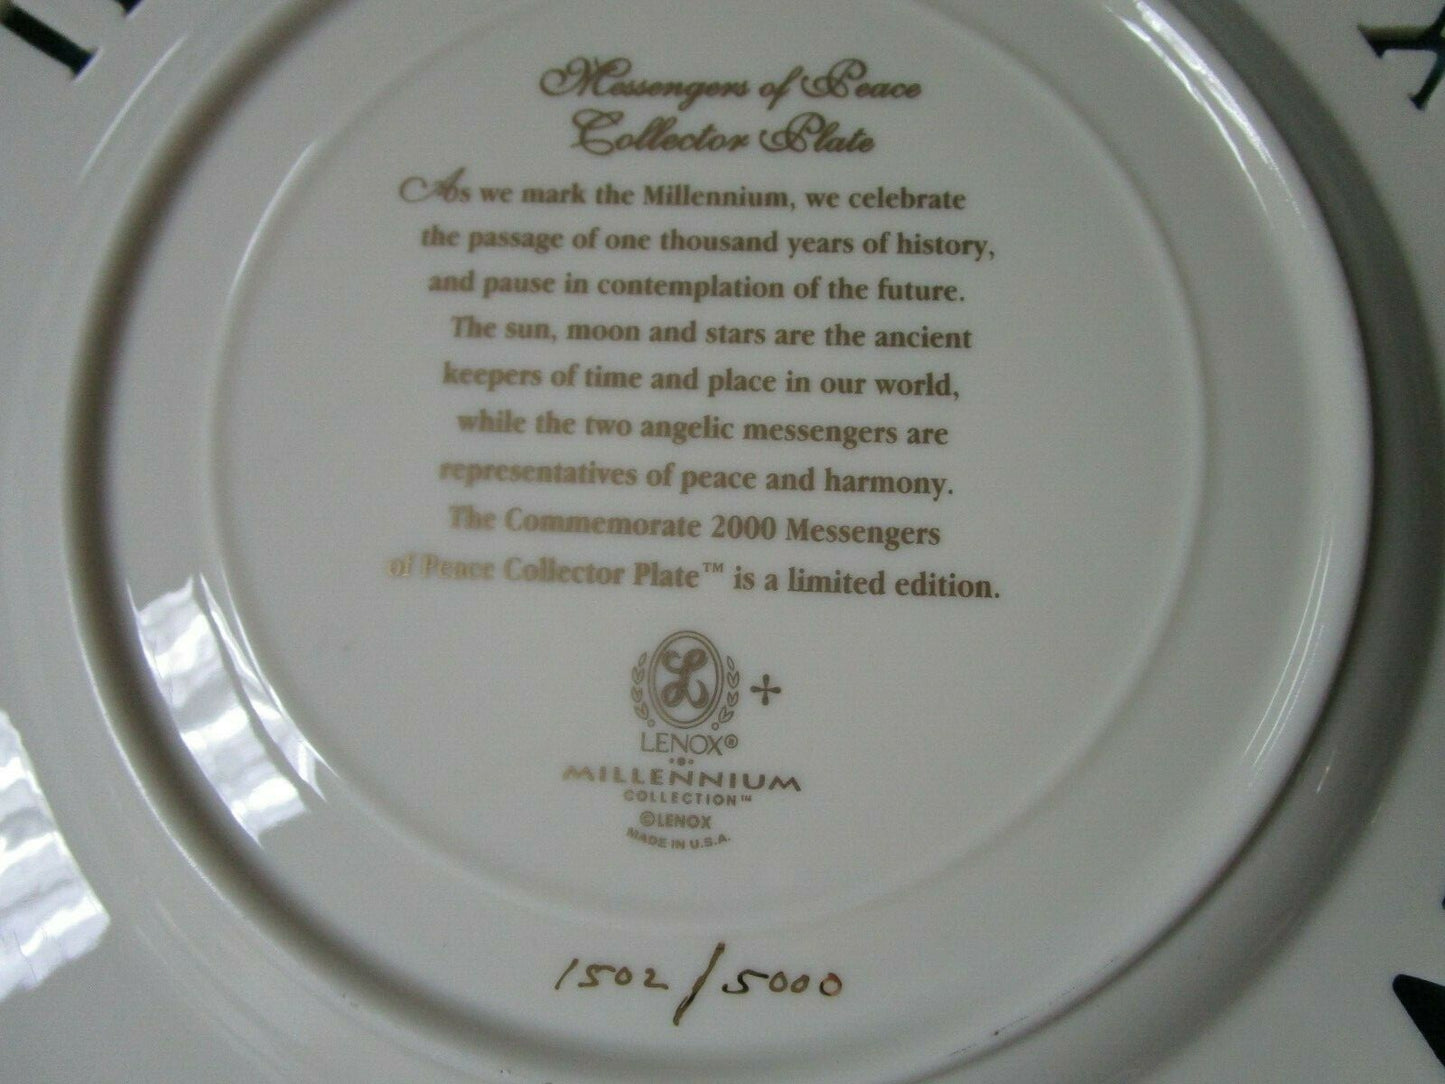 Messengers of Peace
Collector Plate
As we mark the Millennium, we celebrate
the passage of one thousand years of history,
and pause in contemplation of the future.
The sun, moon and stars are the ancient
keepers of time and place in our world,
while the two angelic messengers are
representatives of peace and harmony.
The Commemorate 2000 Messengers
of Peace Collector Plate™ is a limited edition.
L
LENOX®
MILLENNIUM
COLLECTION™
©LENOX
MADE IN U.S.A.
1502/5000